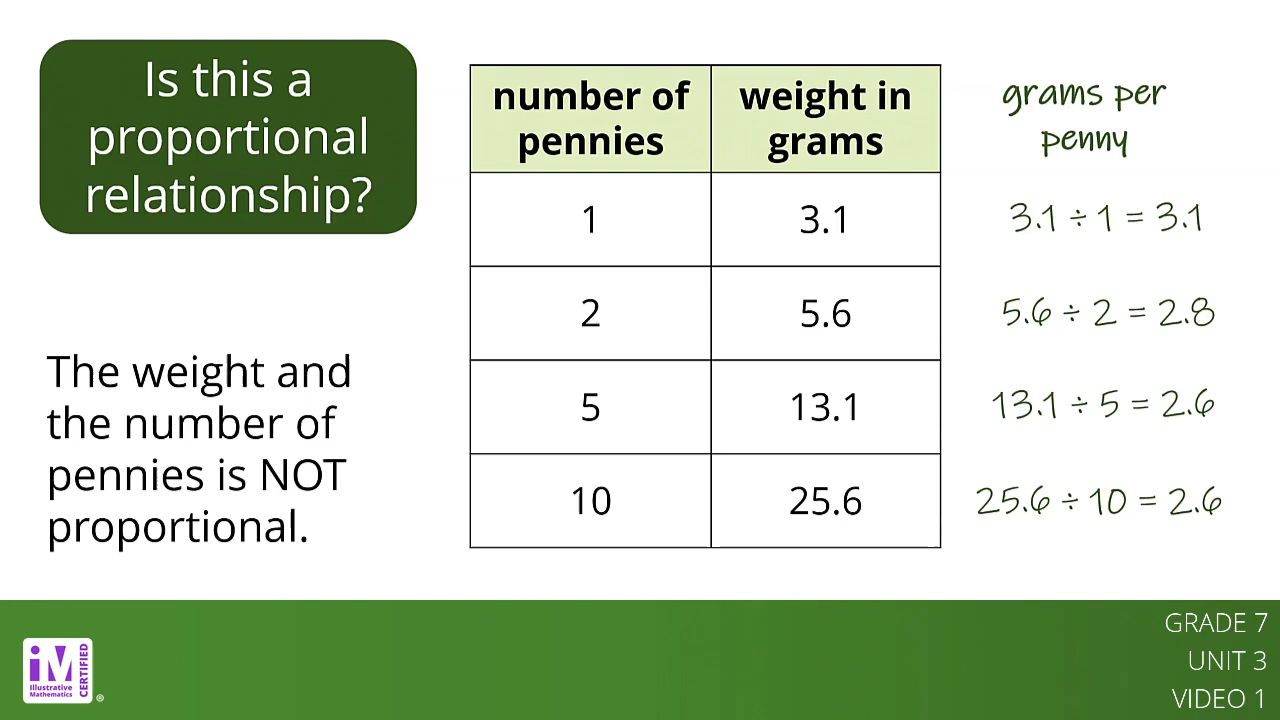 Is this a
proportional
relationship?
The weight and
the number of
pennies is NOT
proportional.
number of pennies weight in grams grams per penny
1 3.1 3.1 ÷ 1 = 3.1
2 5.6 5.6 ÷ 2 = 2.8
5 13.1 13.1 ÷ 5 = 2.6
10 25.6 25.6 ÷ 10 = 2.6
iM CERTIFIED
Illustrative
Mathematics
®
GRADE 7
UNIT 3
VIDEO 1